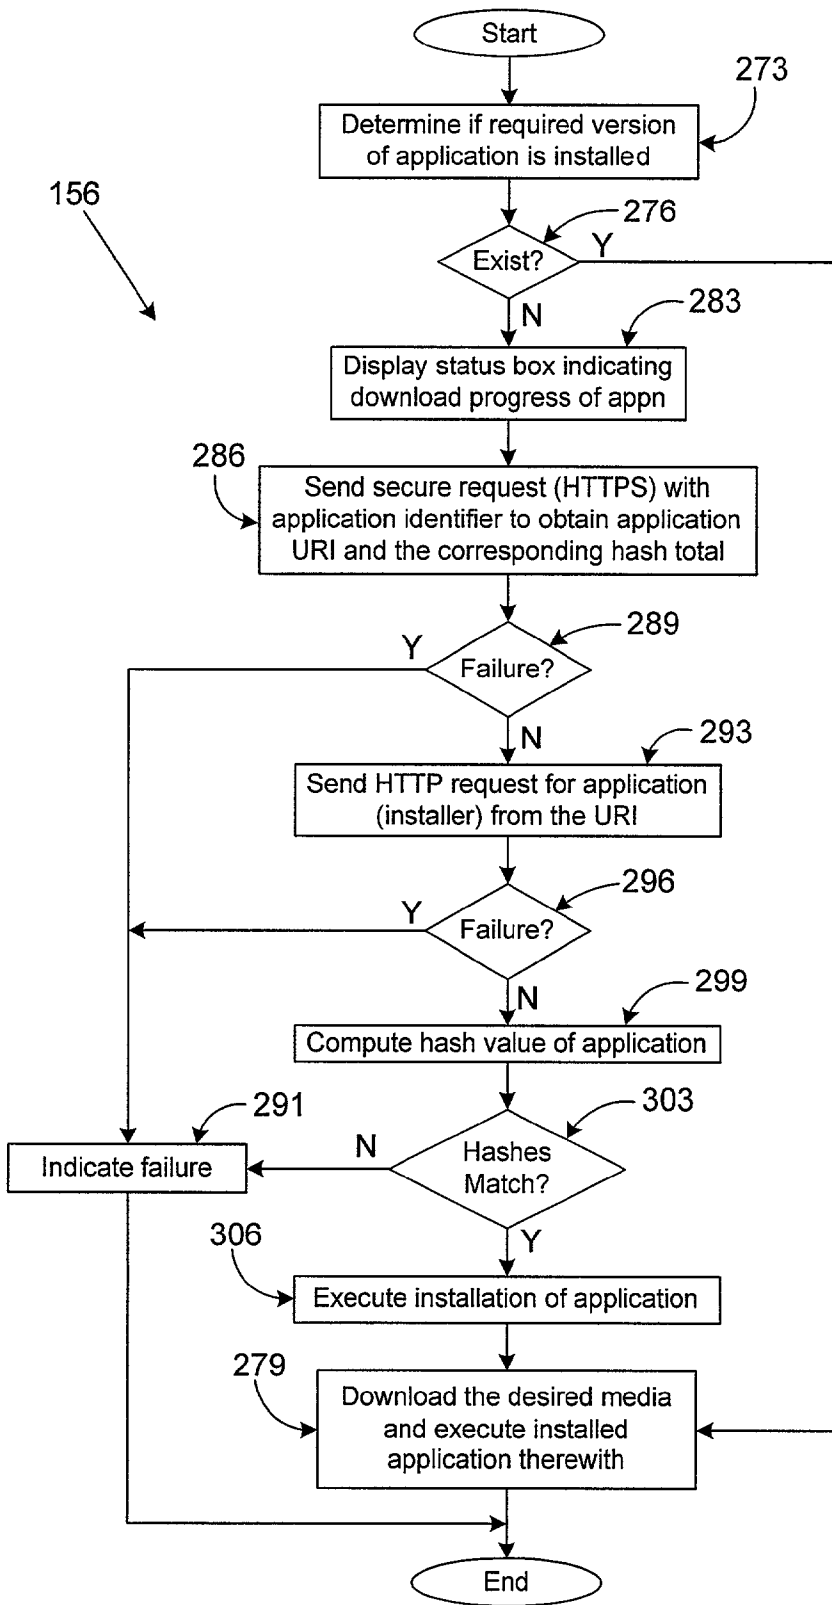 Start
273
Determine if required version
of application is installed
156
276
Exist?
Y
N
283
Display status box indicating
download progress of appn
286
Send secure request (HTTPS) with
application identifier to obtain application
URI and the corresponding hash total
289
Y
Failure?
N
293
Send HTTP request for application
(installer) from the URI
296
Y
Failure?
N
299
Compute hash value of application
291
303
Indicate failure
N
Hashes
Match?
Y
306
Execute installation of application
279
Download the desired media
and execute installed
application therewith
End